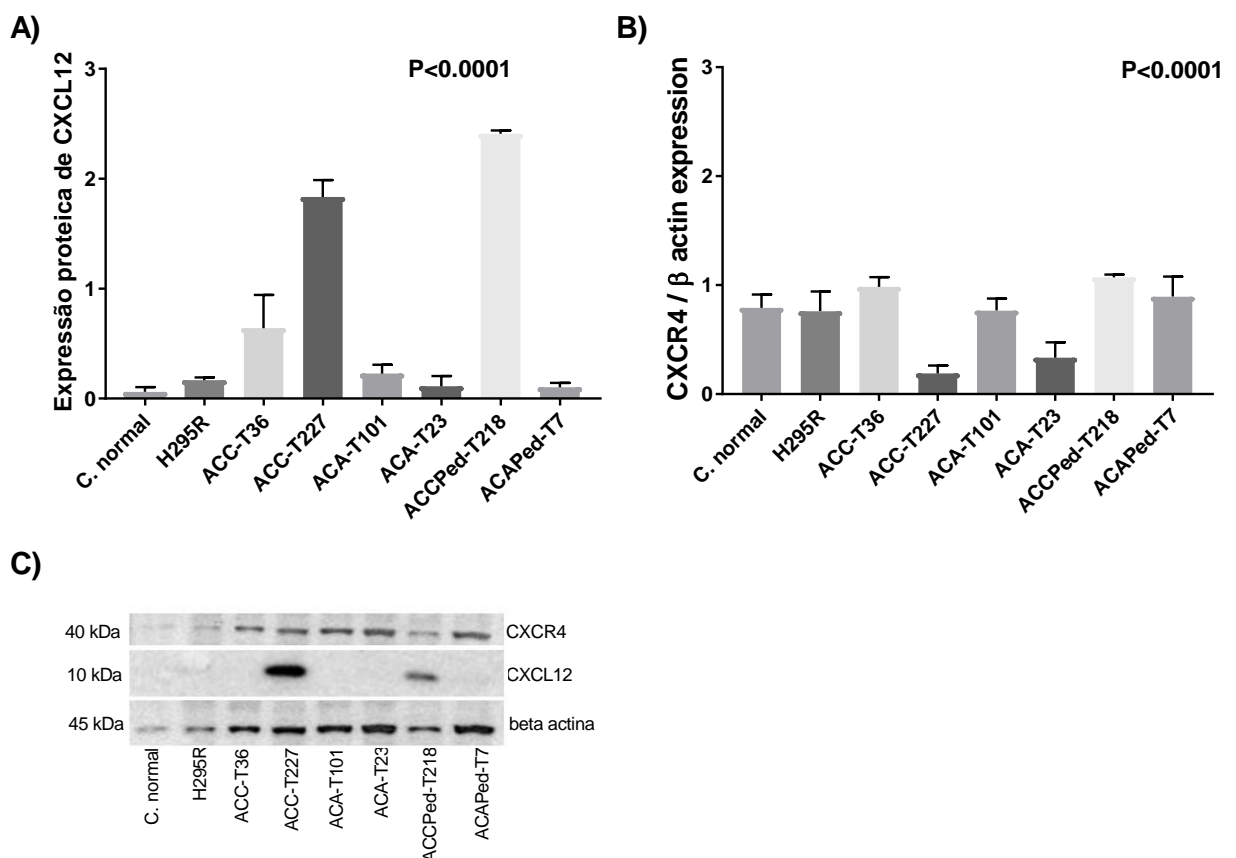 A)
Expressão proteica de CXCL12
P<0.0001
3
2
1
0
C. normal
H295R
ACC-T36
ACC-T227
ACA-T101
ACA-T23
ACCPed-T218
ACAPed-T7
B)
CXCR4 / β actin expression
P<0.0001
3
2
1
0
C. normal
H295R
ACC-T36
ACC-T227
ACA-T101
ACA-T23
ACCPed-T218
ACAPed-T7
C)
40 kDa CXCR4
10 kDa CXCL12
45 kDa beta actina
C. normal
H295R
ACC-T36
ACC-T227
ACA-T101
ACA-T23
ACCPed-T218
ACAPed-T7